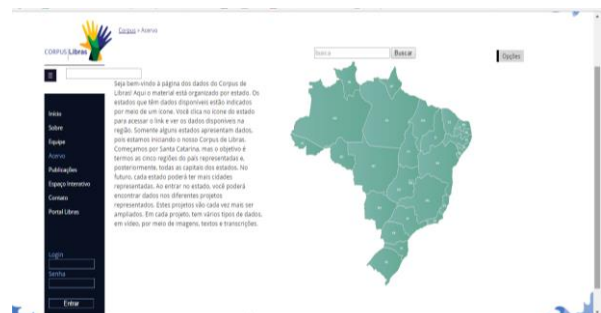 Corpus > Acervo
CORPUS Libras
busca
Buscar
Opções
Seja bem-vindo à página dos dados do Corpus de
Libras! Aqui o material está organizado por estado. Os
estados que têm dados disponíveis estão indicados
por meio de um ícone. Você clica no ícone do estado
para acessar o link e ver os dados disponíveis na
região. Somente alguns estados apresentam dados,
pois estamos iniciando o nosso Corpus de Libras.
Começamos por Santa Catarina, mas o objetivo é
termos as cinco regiões do país representadas e,
posteriormente, todas as capitais dos estados. No
futuro, cada estado poderá ter mais cidades
representadas. Ao entrar no estado, você poderá
encontrar dados nos diferentes projetos
representados. Estes projetos vão cada vez mais ser
ampliados. Em cada projeto, tem vários tipos de dados,
em vídeo, por meio de imagens, textos e transcrições.
Início
Sobre
Equipe
Acervo
Publicações
Espaço Interativo
Contato
Portal Libras
Login
Senha
Entrar